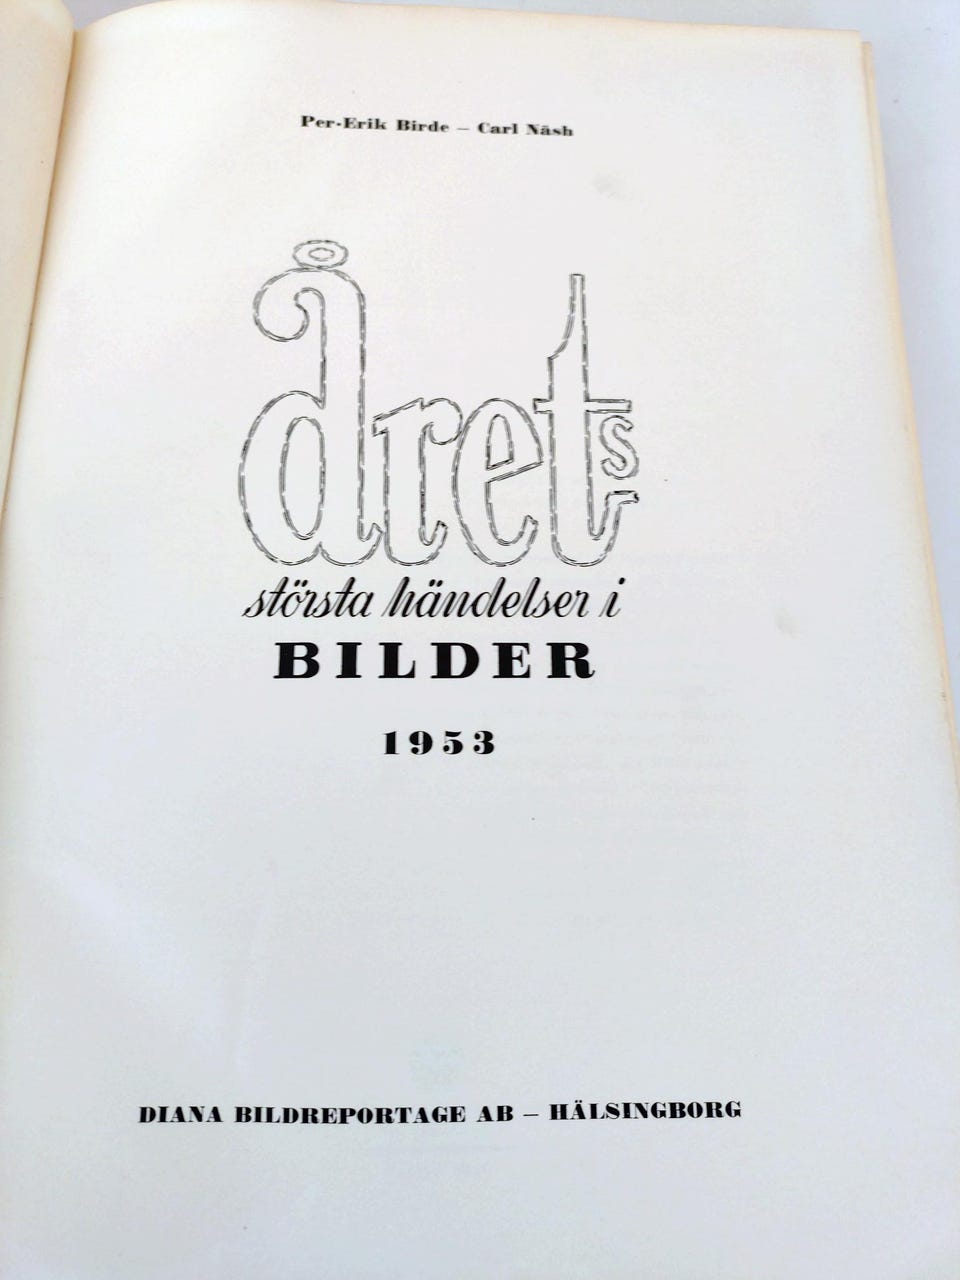 Per-Erik Birde – Carl Näsh
årets
största händelser i
BILDER
1953
DIANA BILDREPORTAGE AB – HÄLSINGBORG